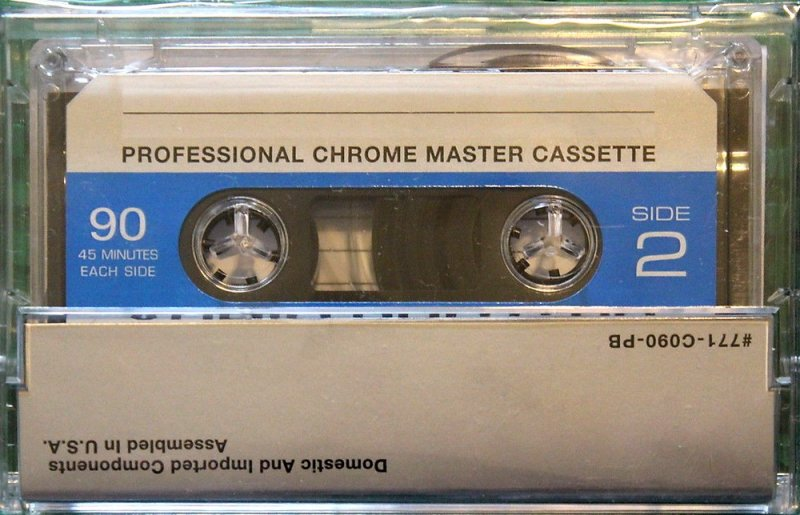 PROFESSIONAL CHROME MASTER CASSETTE
90
45 MINUTES
EACH SIDE
SIDE
2
#771-C090-PB
Domestic And Imported Components
Assembled In U.S.A.